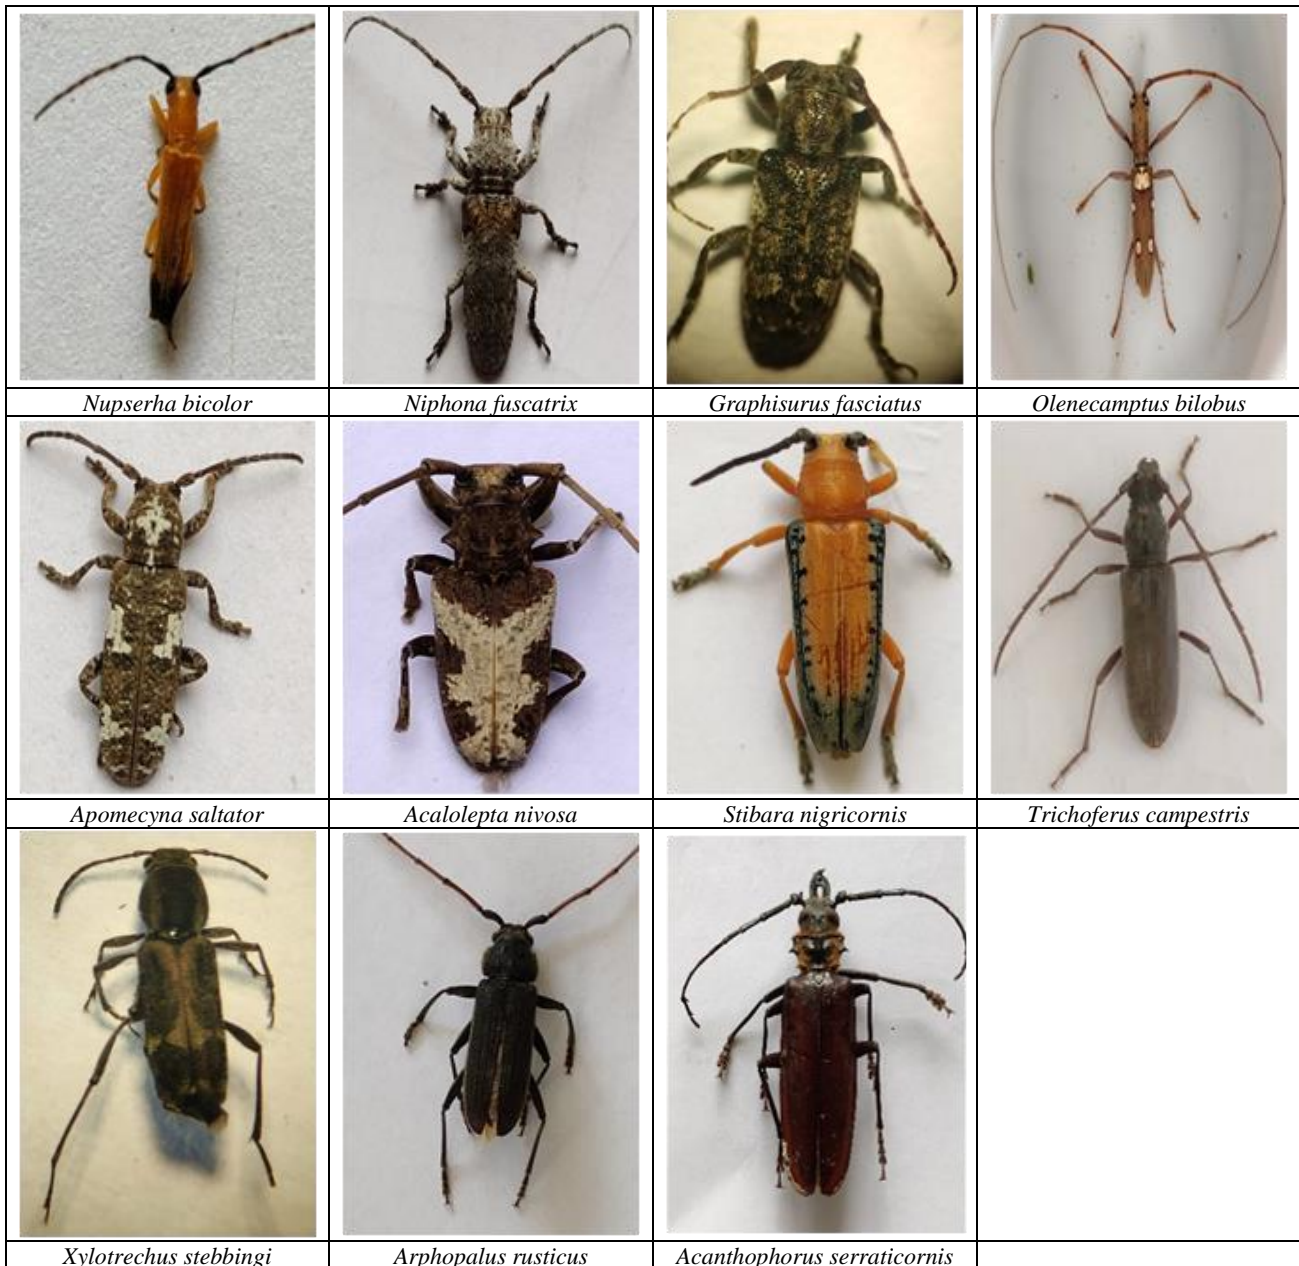 Nupserha bicolor
Niphona fuscatrix
Graphisurus fasciatus
Olenecamptus bilobus
Apomecyna saltator
Acalolepta nivosa
Stibara nigricornis
Trichoferus campestris
Xylotrechus stebbingi
Arphopalus rusticus
Acanthophorus serraticornis